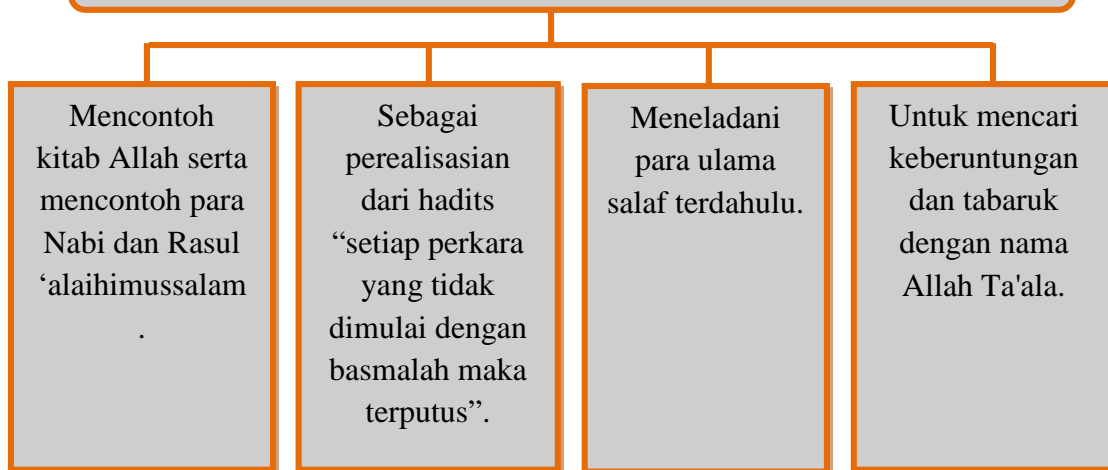 Mencontoh
kitab Allah serta
mencontoh para
Nabi dan Rasul
‘alaihimussalam
.
Sebagai
perealisasian
dari hadits
“setiap perkara
yang tidak
dimulai dengan
basmalah maka
terputus”.
Meneladani
para ulama
salaf terdahulu.
Untuk mencari
keberuntungan
dan tabaruk
dengan nama
Allah Ta'ala.